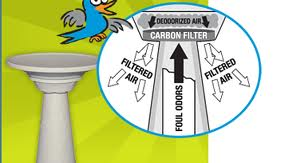 DEODORIZED AIR
CARBON FILTER
FILTERED AIR
FILTERED AIR
FOUL ODORS